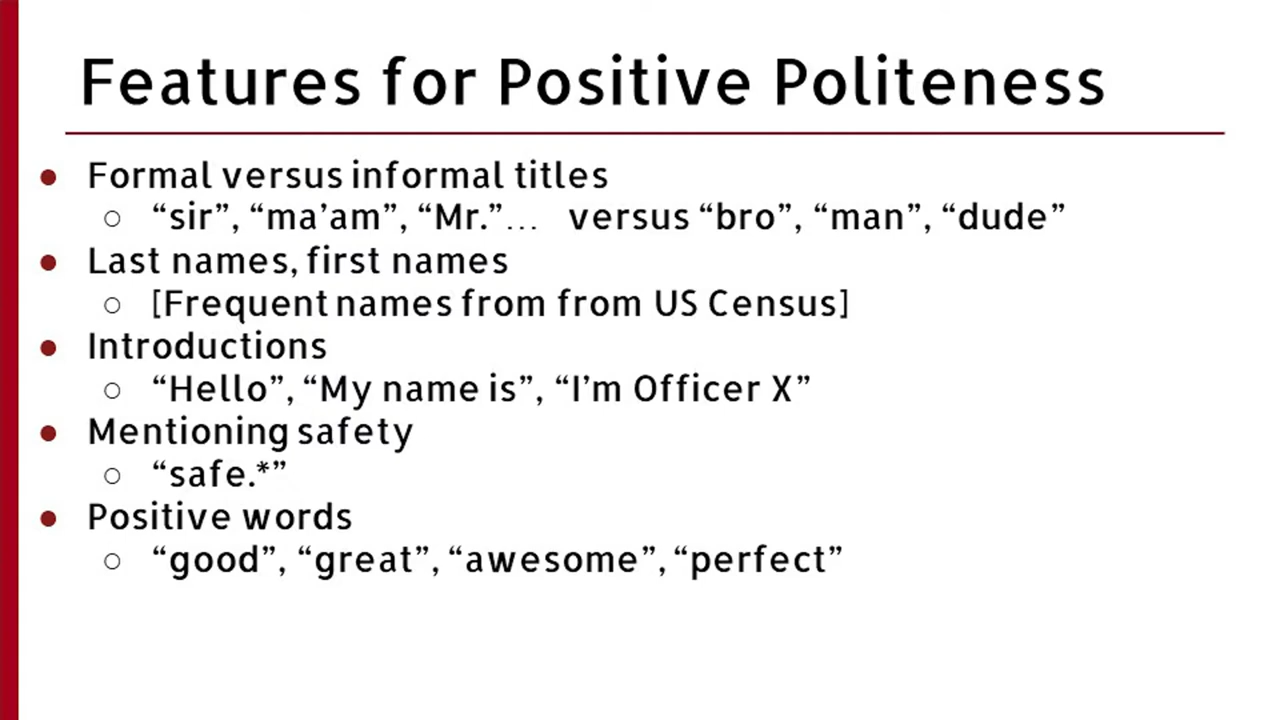 Features for Positive Politeness
● Formal versus informal titles
○ “sir”, “ma’am”, “Mr.”… versus “bro”, “man”, “dude”
● Last names, first names
○ [Frequent names from from US Census]
● Introductions
○ “Hello”, “My name is”, “I’m Officer X”
● Mentioning safety
○ “safe.*”
● Positive words
○ “good”, “great”, “awesome”, “perfect”